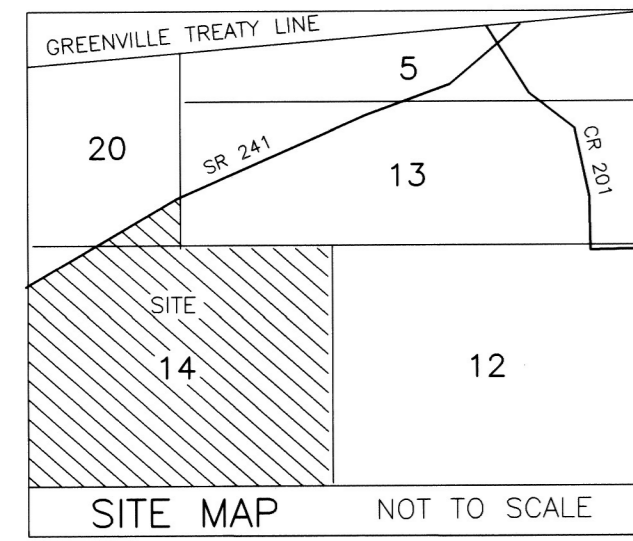 GREENVILLE TREATY LINE
5
20
SR 241
13
CR 201
SITE
14
12
SITE MAP
NOT TO SCALE